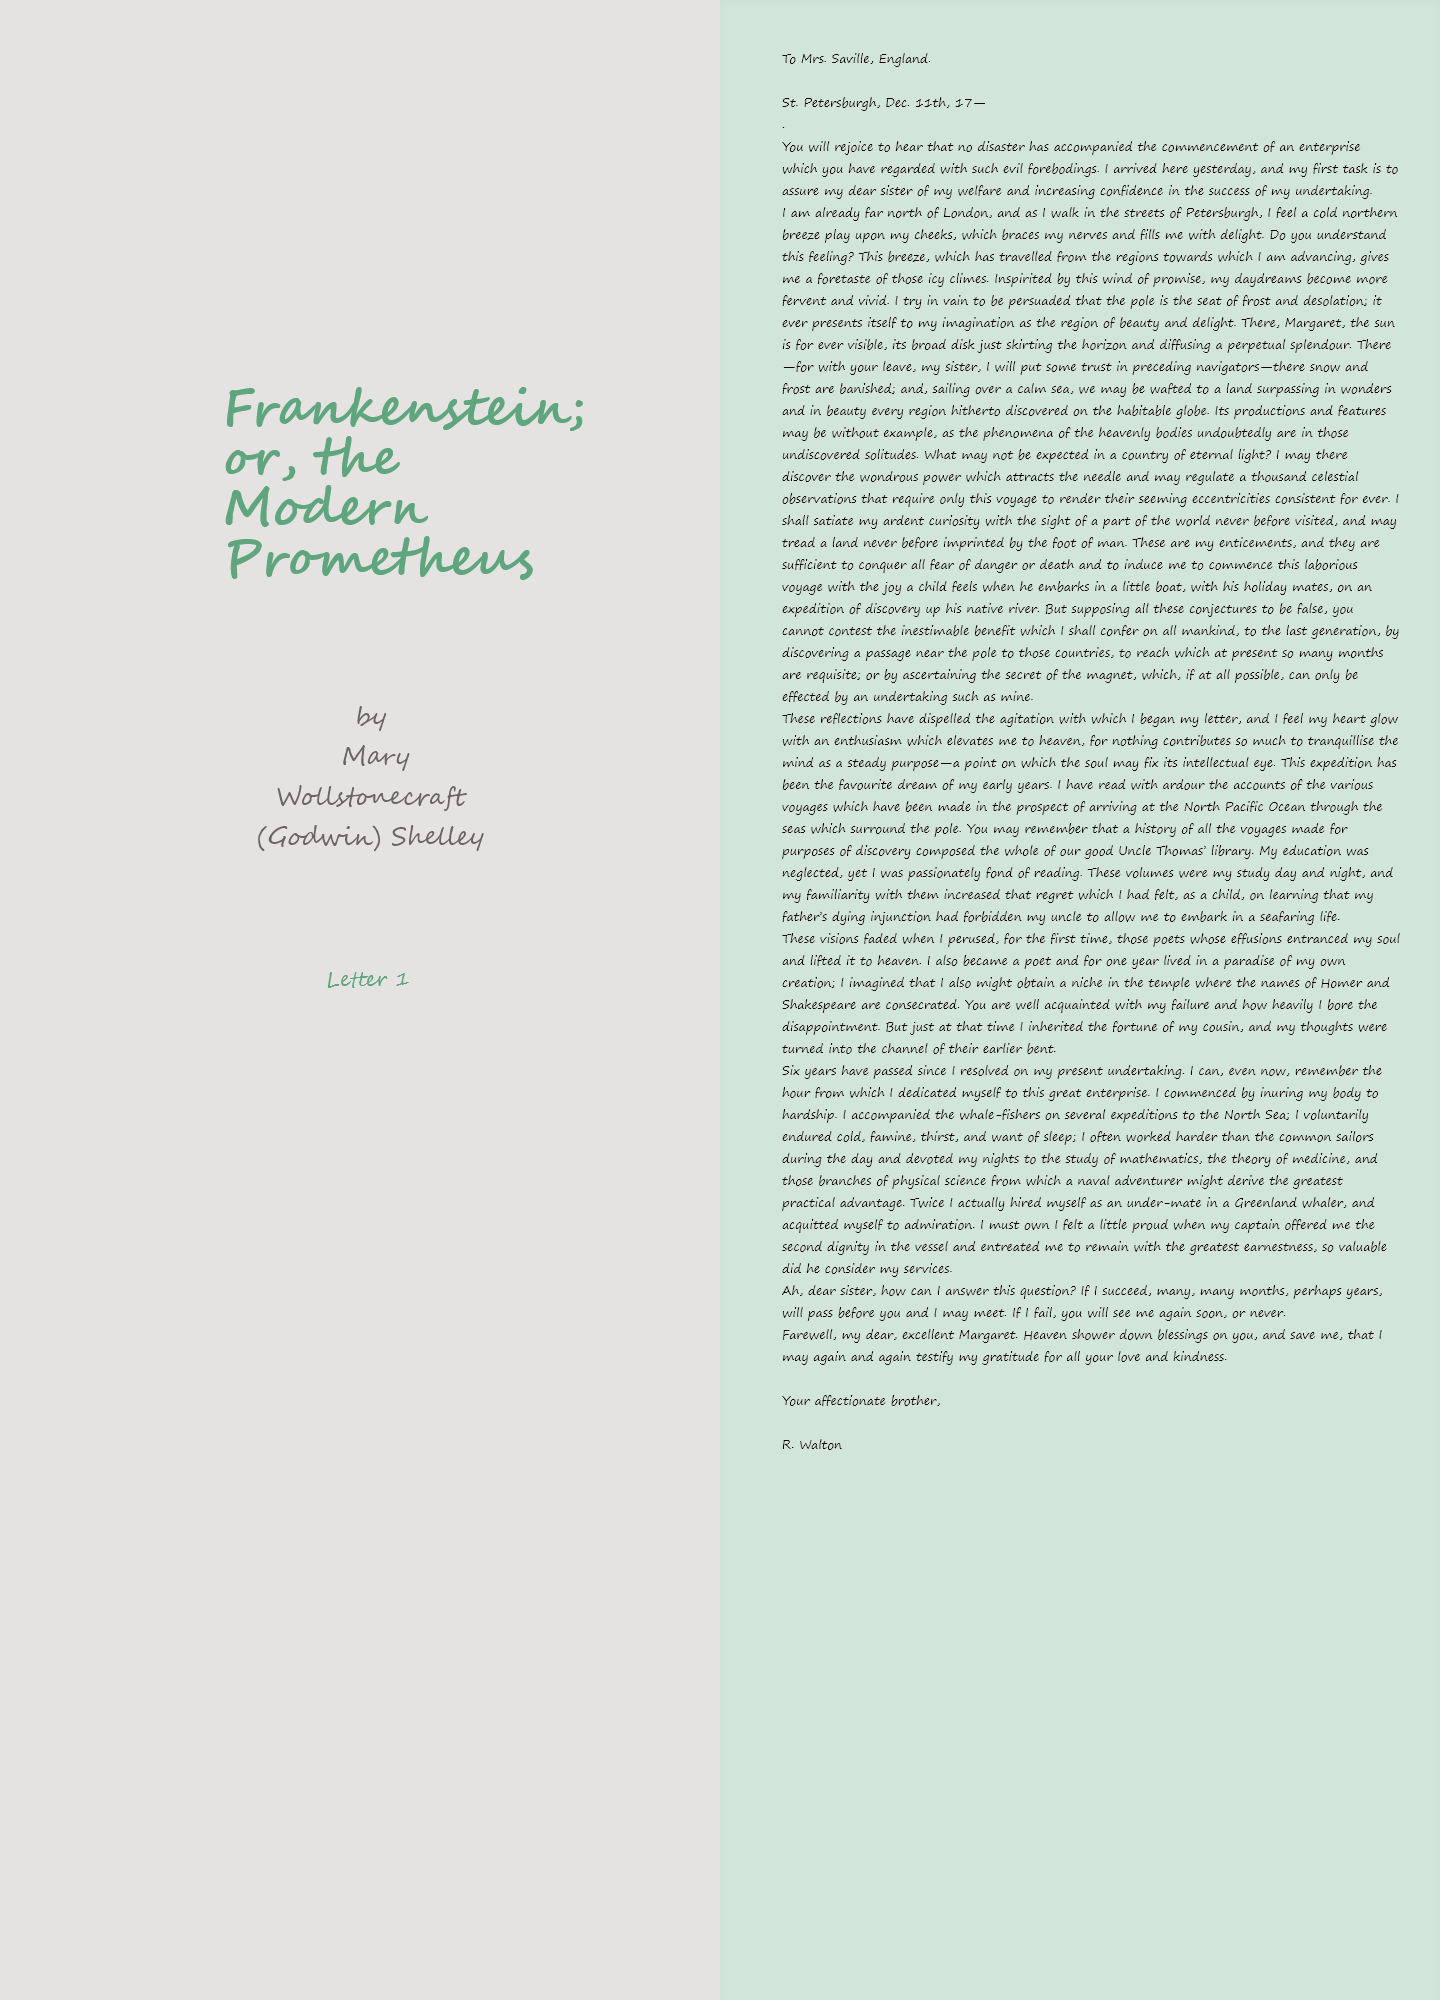 Frankenstein;
or, the
Modern
Prometheus
by
Mary
Wollstonecraft
(Godwin) Shelley
Letter 1
To Mrs. Saville, England.
St. Petersburgh, Dec. 11th, 17—
.
You will rejoice to hear that no disaster has accompanied the commencement of an enterprise
which you have regarded with such evil forebodings. I arrived here yesterday, and my first task is to
assure my dear sister of my welfare and increasing confidence in the success of my undertaking.
I am already far north of London, and as I walk in the streets of Petersburgh, I feel a cold northern
breeze play upon my cheeks, which braces my nerves and fills me with delight. Do you understand
this feeling? This breeze, which has travelled from the regions towards which I am advancing, gives
me a foretaste of those icy climes. Inspirited by this wind of promise, my daydreams become more
fervent and vivid. I try in vain to be persuaded that the pole is the seat of frost and desolation; it
ever presents itself to my imagination as the region of beauty and delight. There, Margaret, the sun
is for ever visible, its broad disk just skirting the horizon and diffusing a perpetual splendour. There
—for with your leave, my sister, I will put some trust in preceding navigators—there snow and
frost are banished; and, sailing over a calm sea, we may be wafted to a land surpassing in wonders
and in beauty every region hitherto discovered on the habitable globe. Its productions and features
may be without example, as the phenomena of the heavenly bodies undoubtedly are in those
undiscovered solitudes. What may not be expected in a country of eternal light? I may there
discover the wondrous power which attracts the needle and may regulate a thousand celestial
observations that require only this voyage to render their seeming eccentricities consistent for ever. I
shall satiate my ardent curiosity with the sight of a part of the world never before visited, and may
tread a land never before imprinted by the foot of man. These are my enticements, and they are
sufficient to conquer all fear of danger or death and to induce me to commence this laborious
voyage with the joy a child feels when he embarks in a little boat, with his holiday mates, on an
expedition of discovery up his native river. But supposing all these conjectures to be false, you
cannot contest the inestimable benefit which I shall confer on all mankind, to the last generation, by
discovering a passage near the pole to those countries, to reach which at present so many months
are requisite; or by ascertaining the secret of the magnet, which, if at all possible, can only be
effected by an undertaking such as mine.
These reflections have dispelled the agitation with which I began my letter, and I feel my heart glow
with an enthusiasm which elevates me to heaven, for nothing contributes so much to tranquillise the
mind as a steady purpose—a point on which the soul may fix its intellectual eye. This expedition has
been the favourite dream of my early years. I have read with ardour the accounts of the various
voyages which have been made in the prospect of arriving at the North Pacific Ocean through the
seas which surround the pole. You may remember that a history of all the voyages made for
purposes of discovery composed the whole of our good Uncle Thomas’ library. My education was
neglected, yet I was passionately fond of reading. These volumes were my study day and night, and
my familiarity with them increased that regret which I had felt, as a child, on learning that my
father’s dying injunction had forbidden my uncle to allow me to embark in a seafaring life.
These visions faded when I perused, for the first time, those poets whose effusions entranced my soul
and lifted it to heaven. I also became a poet and for one year lived in a paradise of my own
creation; I imagined that I also might obtain a niche in the temple where the names of Homer and
Shakespeare are consecrated. You are well acquainted with my failure and how heavily I bore the
disappointment. But just at that time I inherited the fortune of my cousin, and my thoughts were
turned into the channel of their earlier bent.
Six years have passed since I resolved on my present undertaking. I can, even now, remember the
hour from which I dedicated myself to this great enterprise. I commenced by inuring my body to
hardship. I accompanied the whale-fishers on several expeditions to the North Sea; I voluntarily
endured cold, famine, thirst, and want of sleep; I often worked harder than the common sailors
during the day and devoted my nights to the study of mathematics, the theory of medicine, and
those branches of physical science from which a naval adventurer might derive the greatest
practical advantage. Twice I actually hired myself as an under-mate in a Greenland whaler, and
acquitted myself to admiration. I must own I felt a little proud when my captain offered me the
second dignity in the vessel and entreated me to remain with the greatest earnestness, so valuable
did he consider my services.
Ah, dear sister, how can I answer this question? If I succeed, many, many months, perhaps years,
will pass before you and I may meet. If I fail, you will see me again soon, or never.
Farewell, my dear, excellent Margaret. Heaven shower down blessings on you, and save me, that I
may again and again testify my gratitude for all your love and kindness.
Your affectionate brother,
R. Walton